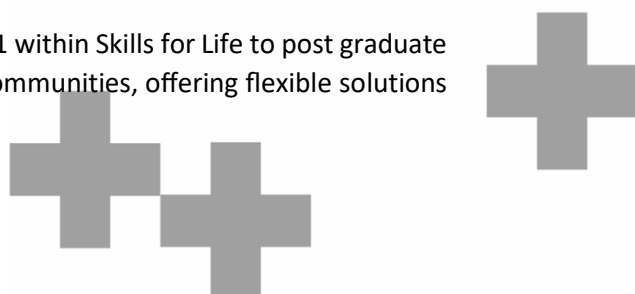 1 within Skills for Life to post graduate
ommunities, offering flexible solutions